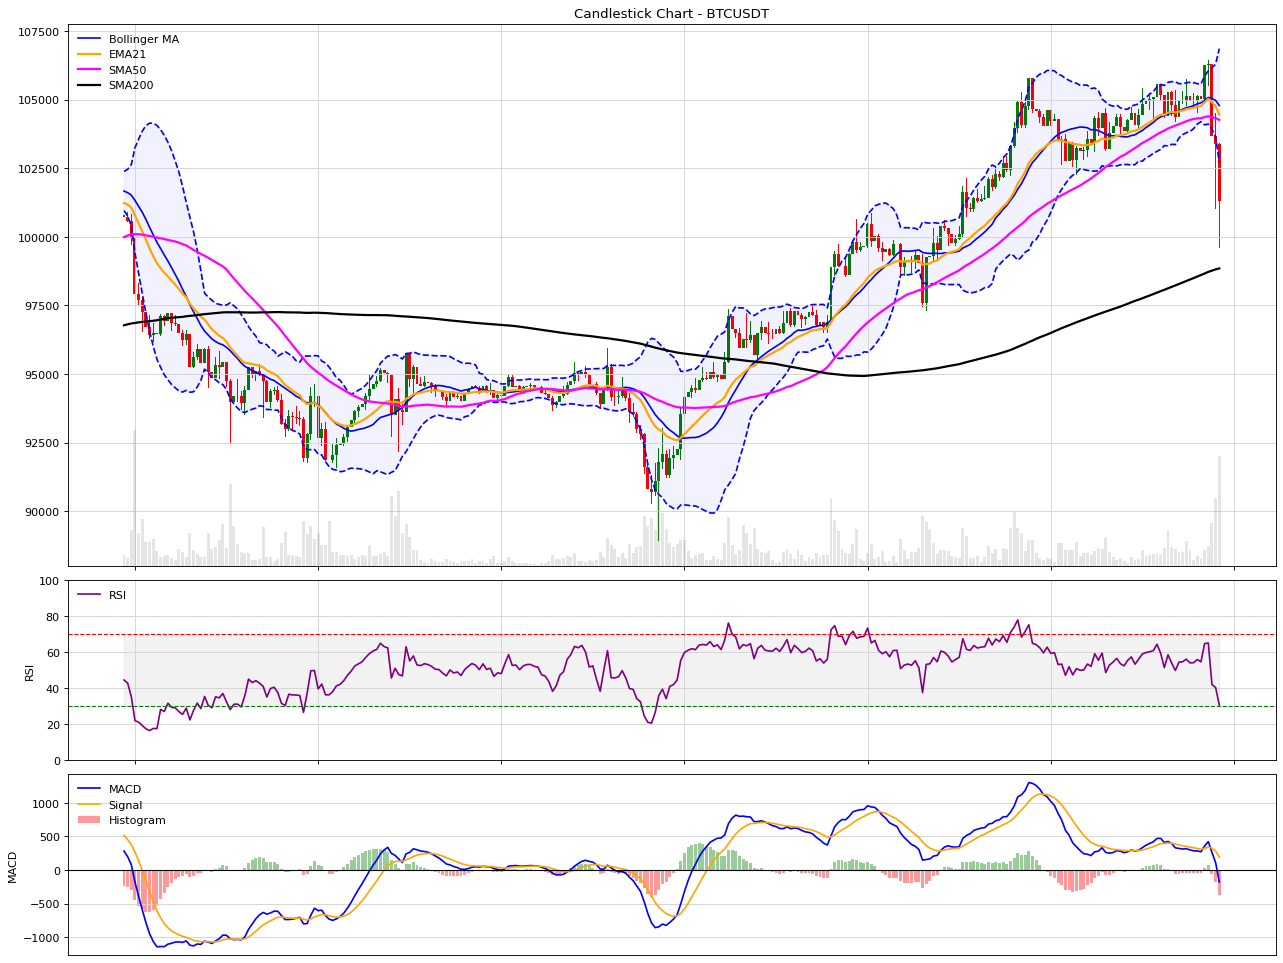 Candlestick Chart - BTCUSDT
107500
105000
102500
100000
97500
95000
92500
90000
Bollinger MA
EMA21
SMA50
SMA200
100
80
60
40
20
0
RSI
RSI
1000
500
0
−500
−1000
MACD
MACD
Signal
Histogram